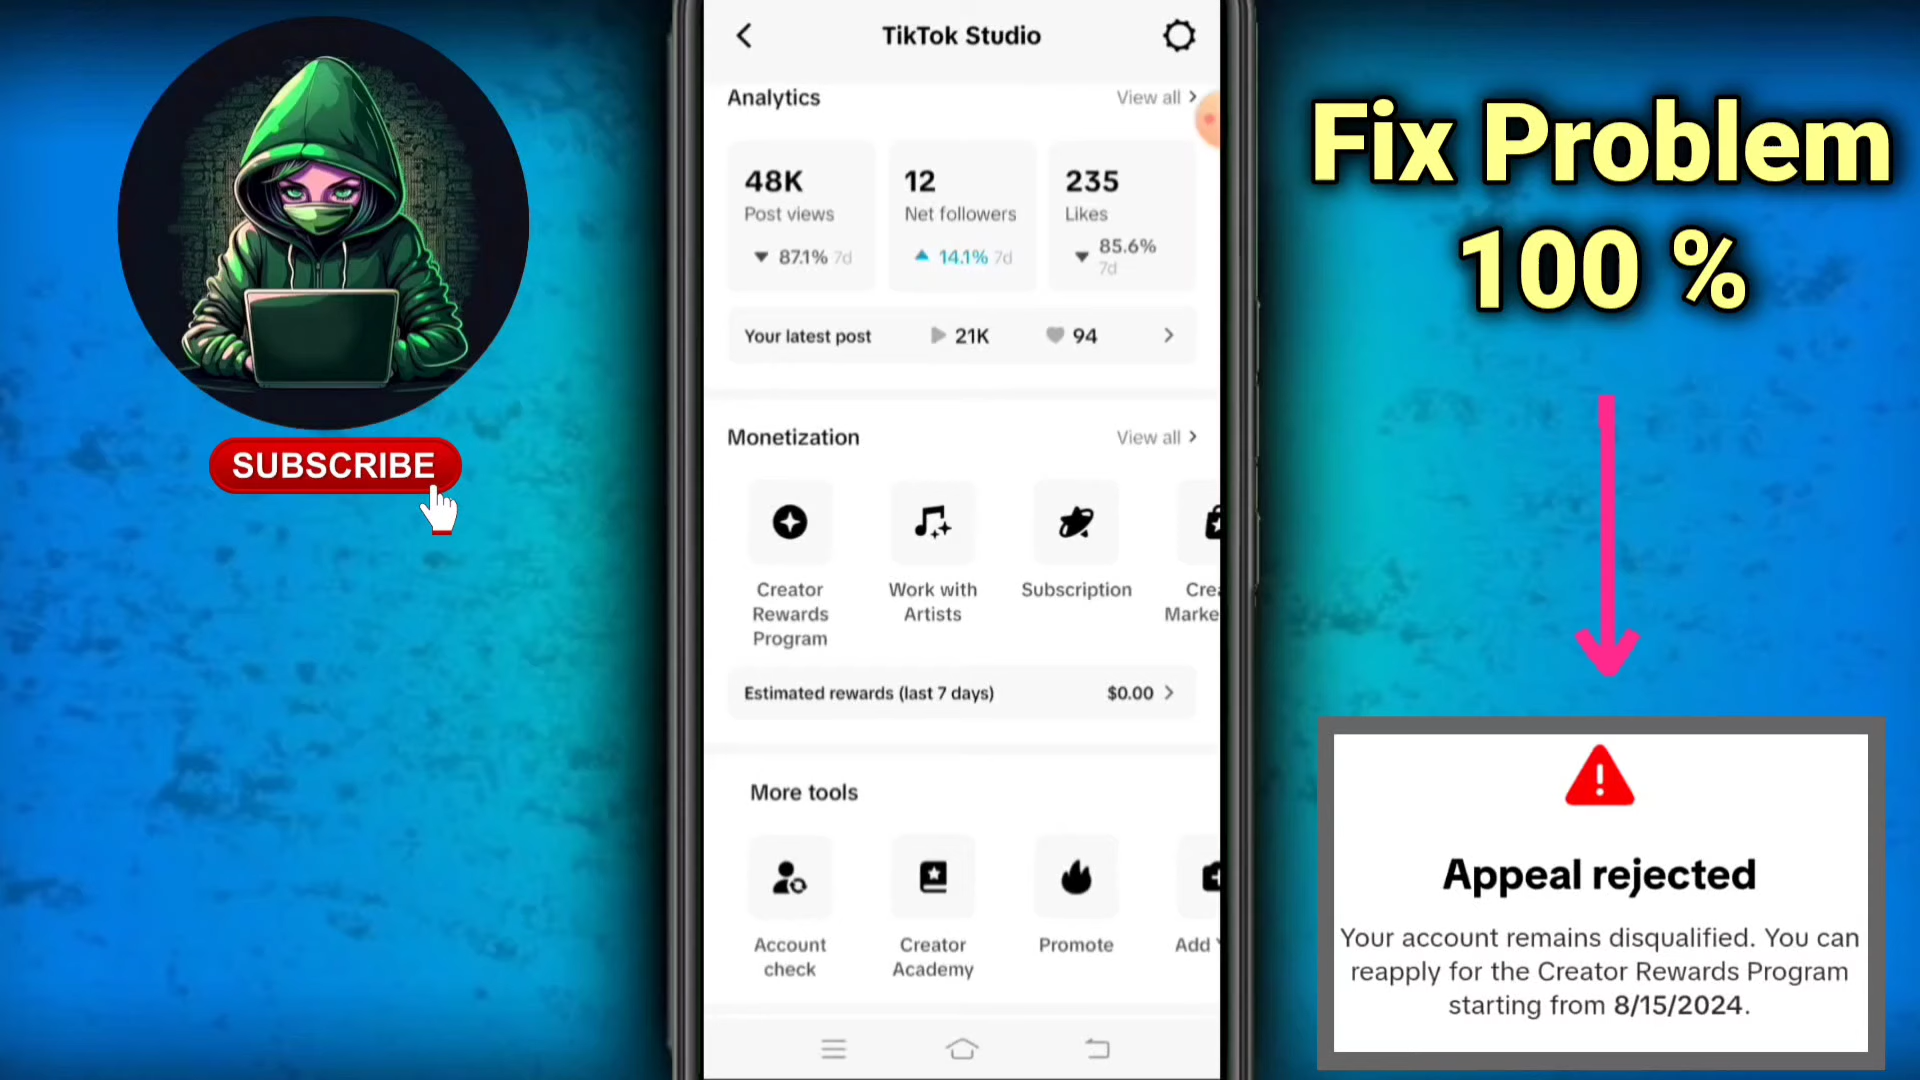 TikTok Studio
Analytics
View all
48K
Post views
87.1% 7d
12
Net followers
14.1% 7d
235
Likes
85.6%
7d
Your latest post
21K
94
Monetization
View all
Creator
Rewards
Program
Work with
Artists
Subscription
Estimated rewards (last 7 days)
$0.00
More tools
Account
check
Creator
Academy
Promote
Add
SUBSCRIBE
Fix Problem
100 %
Appeal rejected
Your account remains disqualified. You can
reapply for the Creator Rewards Program
starting from 8/15/2024.